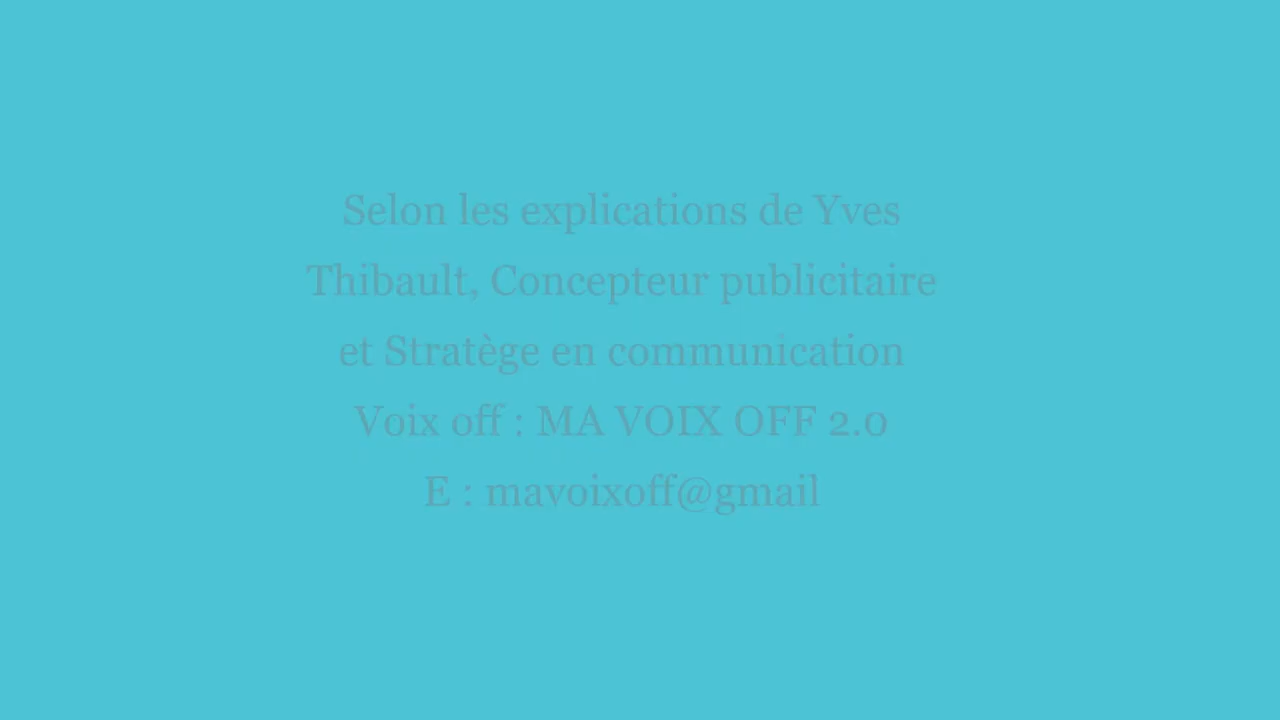 Selon les explications de Yves
Thibault, Concepteur publicitaire
et Stratège en communication
Voix off : MA VOIX OFF 2.0
E : mavoixoff@gmail